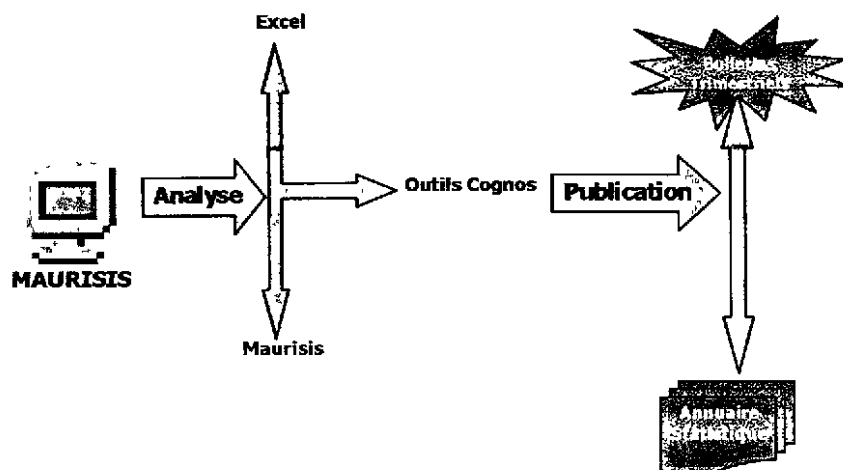 Excel
Bulletins
Trimestriels
Analyse
Outils Cognos
Publication
MAURISIS
Maurisis
Annuaire
Statistique